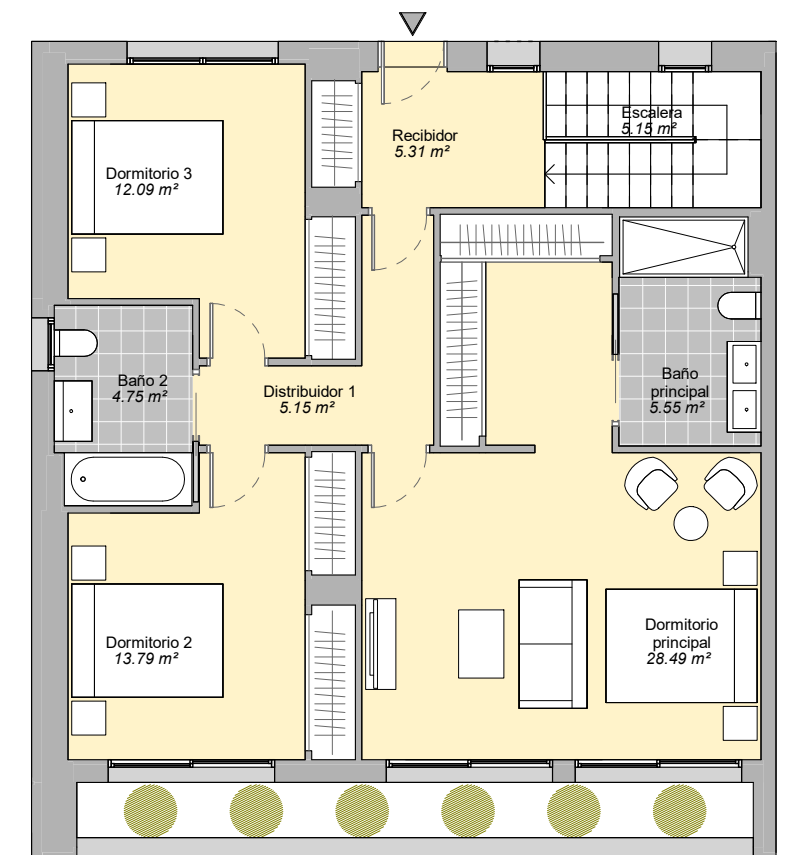 Escalera
5.15 m²
Recibidor
5.31 m²
Dormitorio 3
12.09 m²
Baño 2
4.75 m²
Distribuidor 1
5.15 m²
Baño
principal
5.55 m²
Dormitorio 2
13.79 m²
Dormitorio
principal
28.49 m²